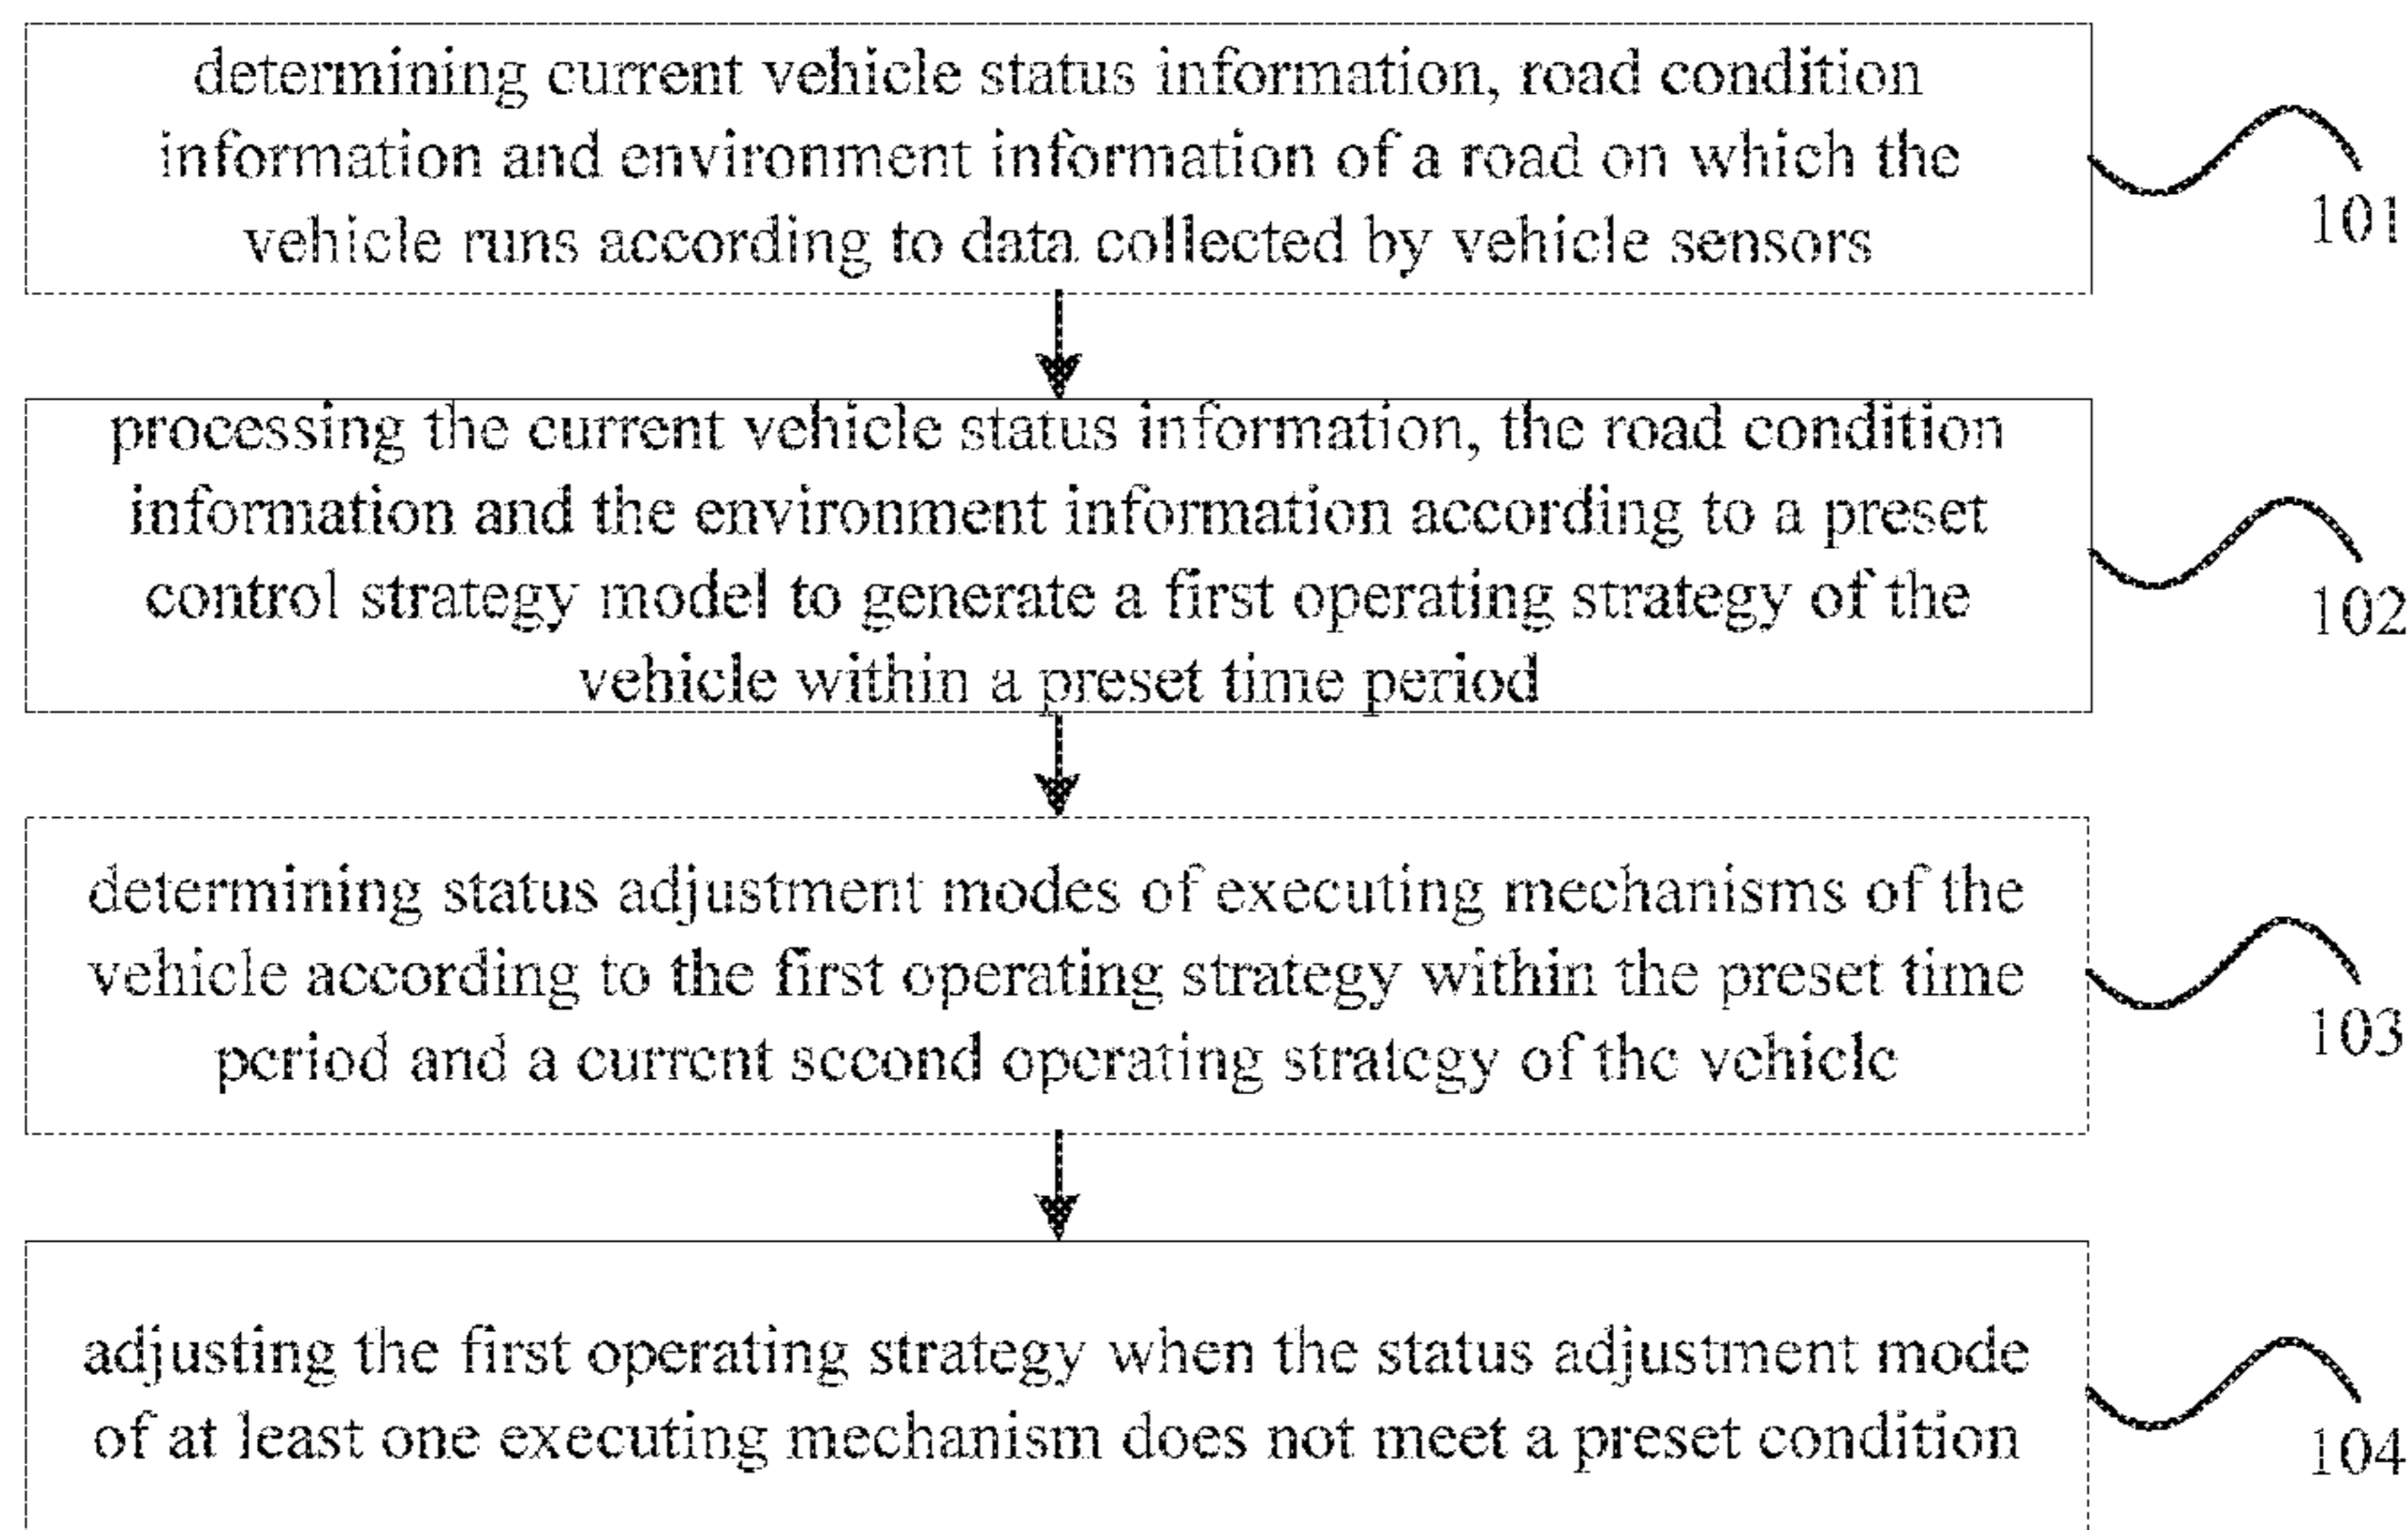 determining current vehicle status information, road condition
information and environment information of a road on which the
vehicle runs according to data collected by vehicle sensors
101
processing the current vehicle status information, the road condition
information and the environment information according to a preset
control strategy model to generate a first operating strategy of the
vehicle within a preset time period
102
determining status adjustment modes of executing mechanisms of the
vehicle according to the first operating strategy within the preset time
period and a current second operating strategy of the vehicle
103
adjusting the first operating strategy when the status adjustment mode
of at least one executing mechanism does not meet a preset condition
104